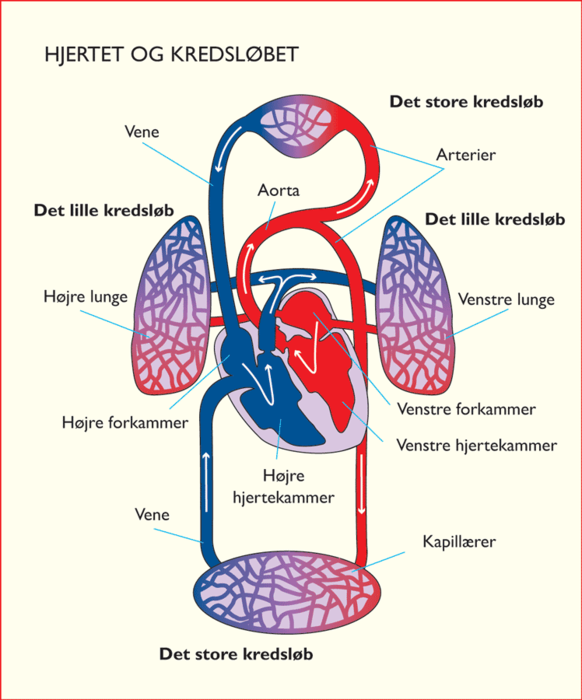 HJERTET OG KREDSLØBET
Det store kredsløb
Vene
Arterier
Aorta
Det lille kredsløb
Det lille kredsløb
Højre lunge
Venstre lunge
Venstre forkammer
Højre forkammer
Venstre hjertekammer
Højre
hjertekammer
Vene
Kapillærer
Det store kredsløb